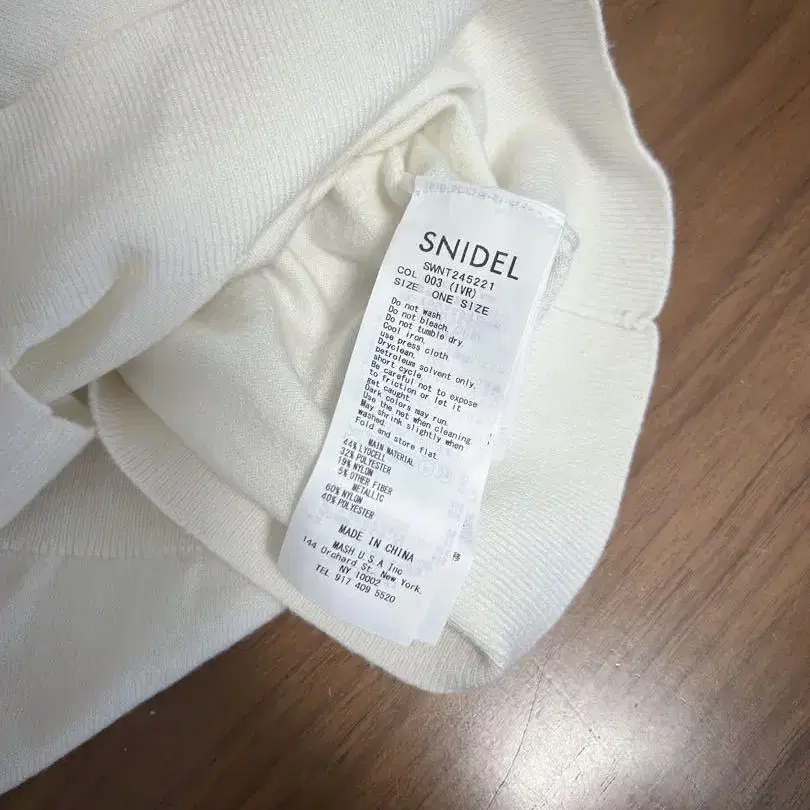 SNIDEL
SWNT245221
COL 003 (IVR)
SIZE ONE SIZE
Do not wash.
Do not bleach.
Do not tumble dry.
Cool iron.
use press cloth
Dryclean.
petroleum solvent only,
short cycle.
Be careful not to expose
to friction or let it
get caught.
Dark colors may run.
Use the net when cleaning.
May shrink slightly when
washed.
Fold and store flat.
MAIN MATERIAL
44% LYOCELL
32% POLYESTER
19% NYLON
5% OTHER FIBER
METALLIC
60% NYLON
40% POLYESTER
MADE IN CHINA
MASH U S A Inc
144 Orchard St. New York.
NY 10002
TEL 917 409 5520